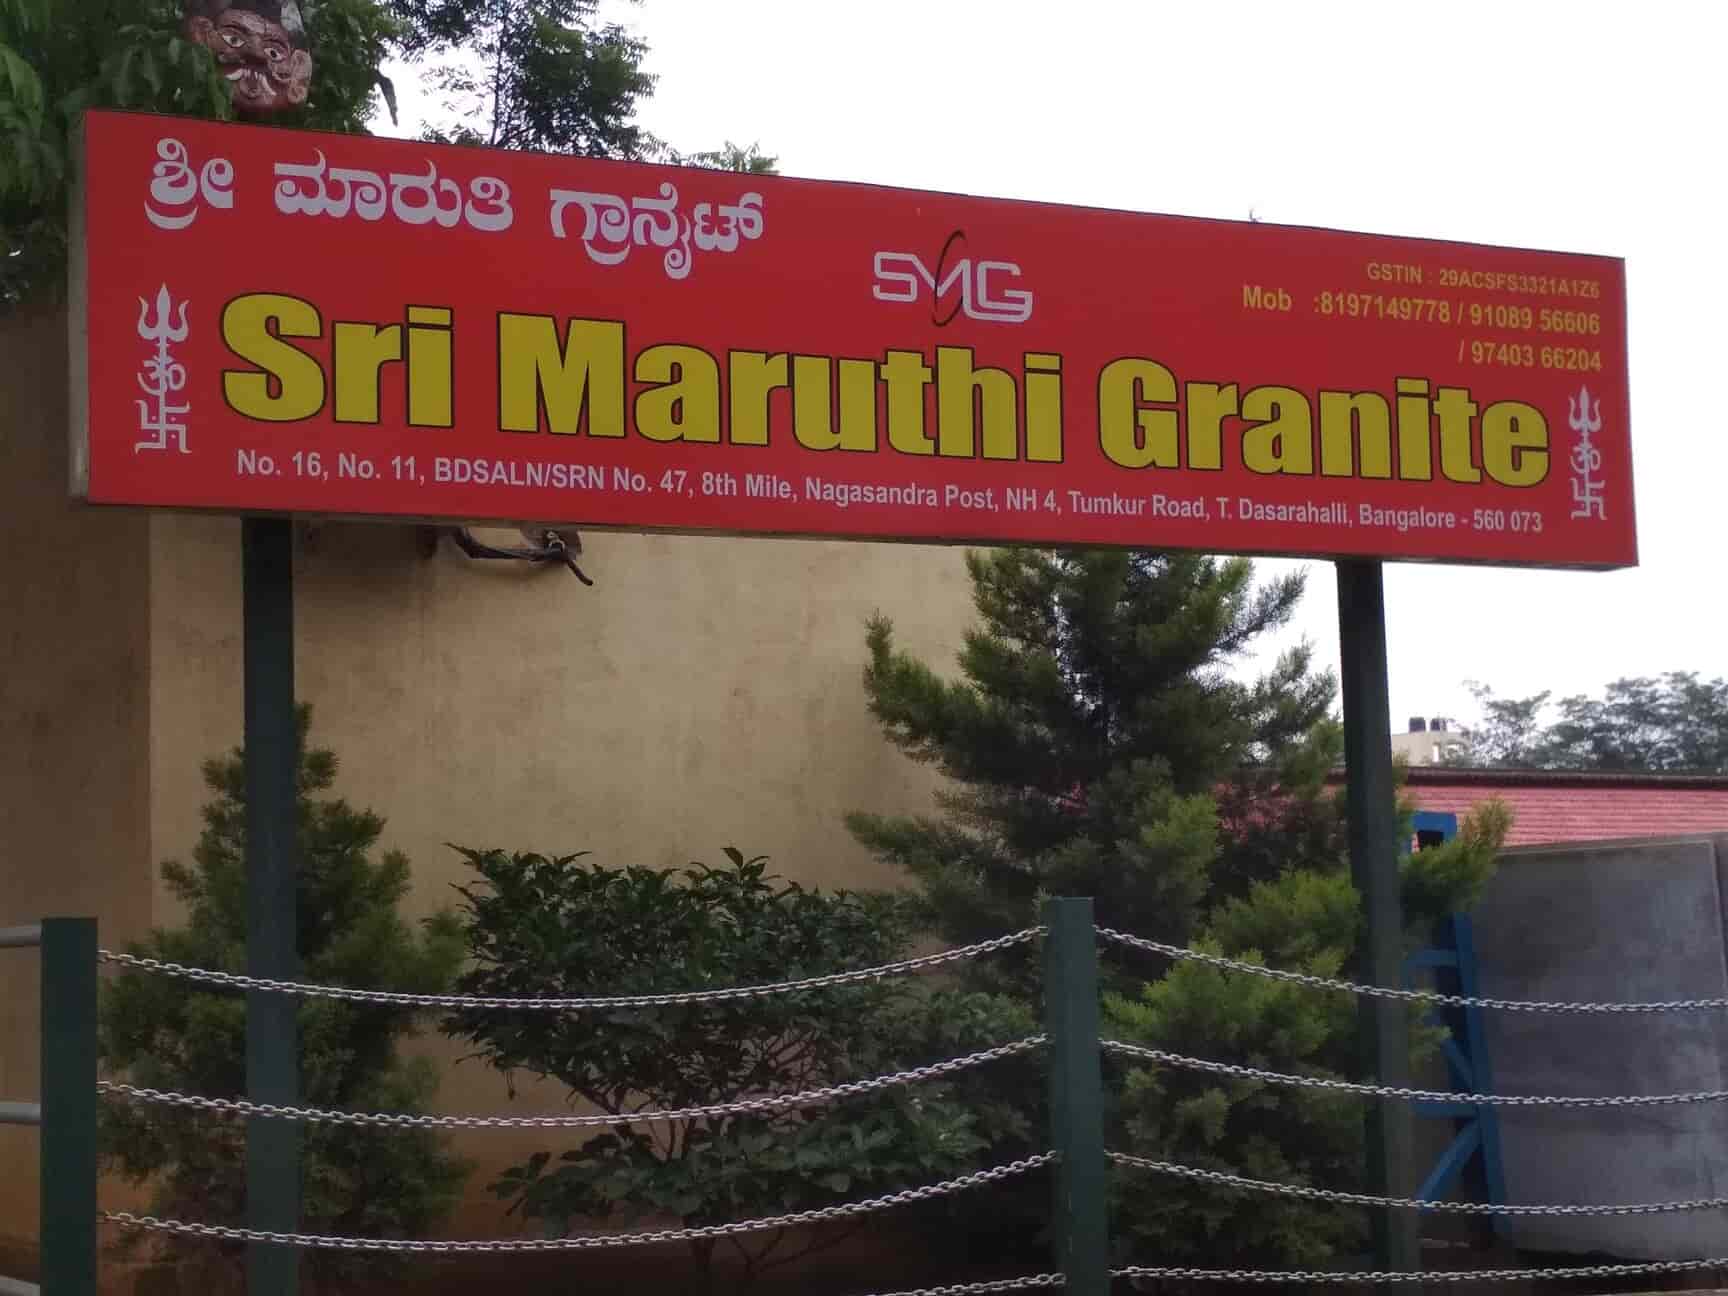 ಶ್ರೀ ಮಾರುತಿ ಗ್ರಾನೈಟ್
SMG
GSTIN : 29ACSFS3321A1Z6
Mob :8197149778 / 91089 56606
/ 97403 66204
Sri Maruthi Granite
No. 16, No. 11, BDSALN/SRN No. 47, 8th Mile, Nagasandra Post, NH 4, Tumkur Road, T. Dasarahalli, Bangalore - 560 073